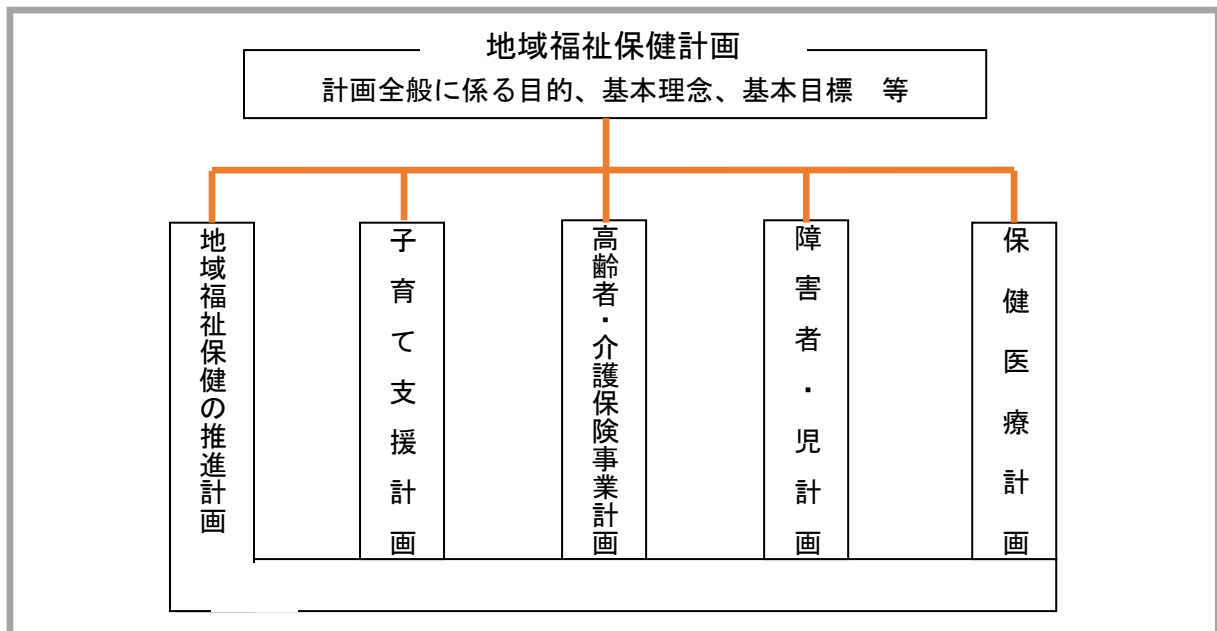 地域福祉保健計画
計画全般に係る目的、基本理念、基本目標　等
地域福祉保健の推進計画
子育て支援計画
高齢者・介護保険事業計画
障害者・児計画
保健医療計画